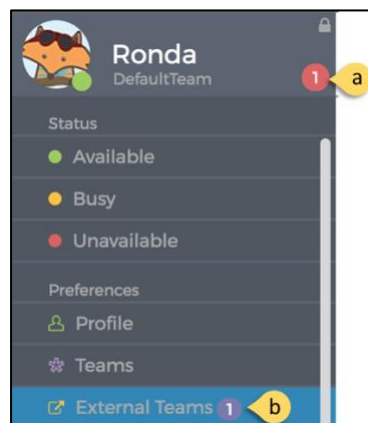 Ronda
DefaultTeam
1 a
Status
Available
Busy
Unavailable
Preferences
Profile
Teams
External Teams 1 b